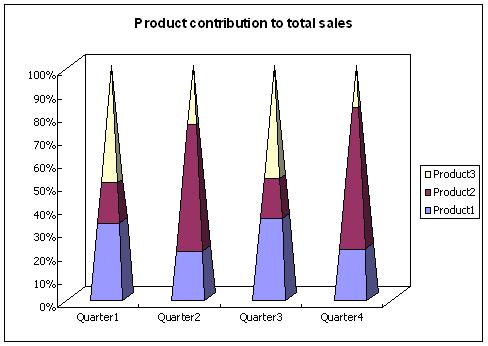 Product contribution to total sales
100%
90%
80%
70%
60%
50%
40%
30%
20%
10%
0%
Quarter1 Quarter2 Quarter3 Quarter4
Product3
Product2
Product1